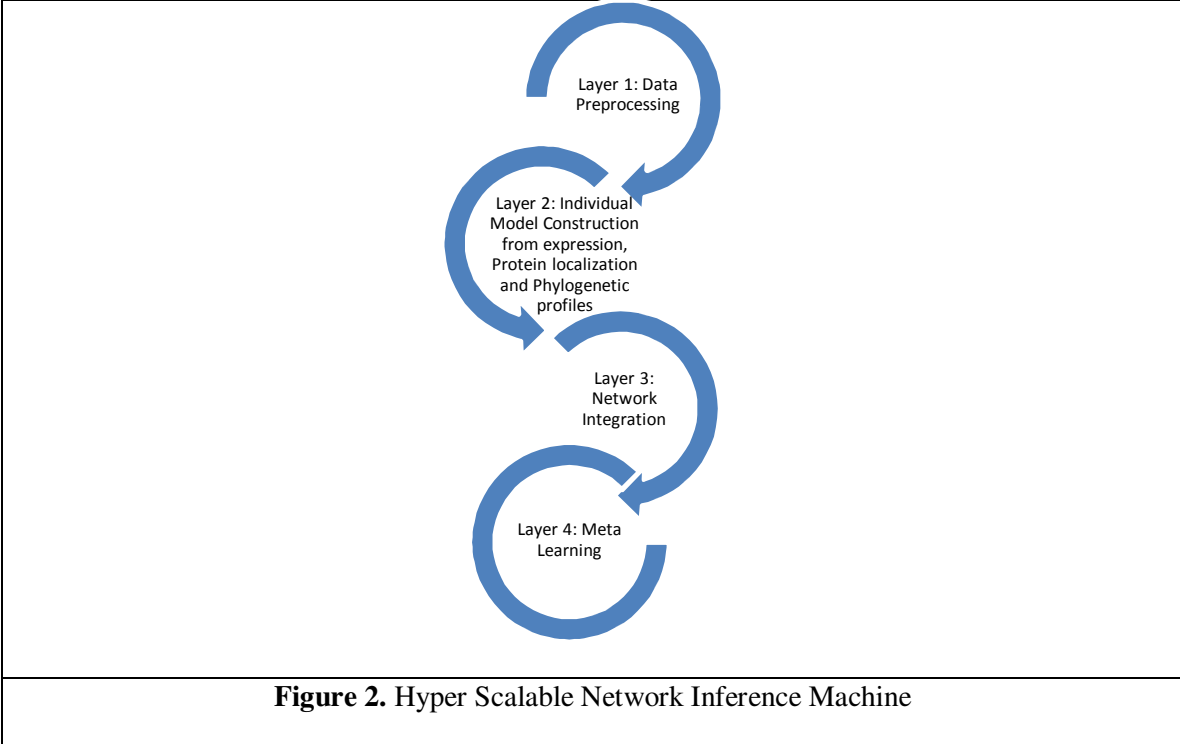 Layer 1: Data
Preprocessing
Layer 2: Individual
Model Construction
from expression,
Protein localization
and Phylogenetic
profiles
Layer 3:
Network
Integration
Layer 4: Meta
Learning
Figure 2. Hyper Scalable Network Inference Machine